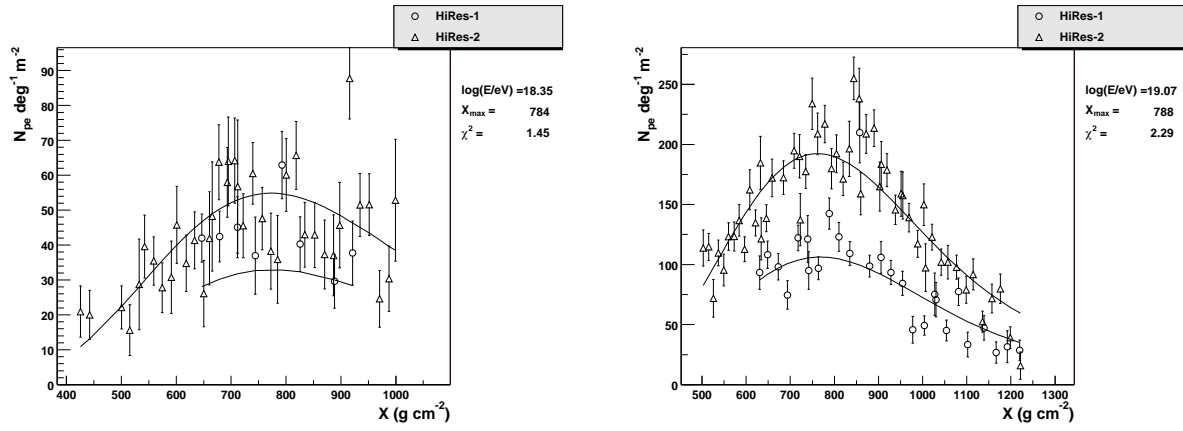 HiRes-1
HiRes-2
N_pe deg^-1 m^-2
90
80
70
60
50
40
30
20
10
0
400 500 600 700 800 900 1000
X (g cm^-2)
log(E/eV) =18.35
X_max = 784
χ^2 = 1.45
HiRes-1
HiRes-2
N_pe deg^-1 m^-2
250
200
150
100
50
0
500 600 700 800 900 1000 1100 1200 1300
X (g cm^-2)
log(E/eV) =19.07
X_max = 788
χ^2 = 2.29